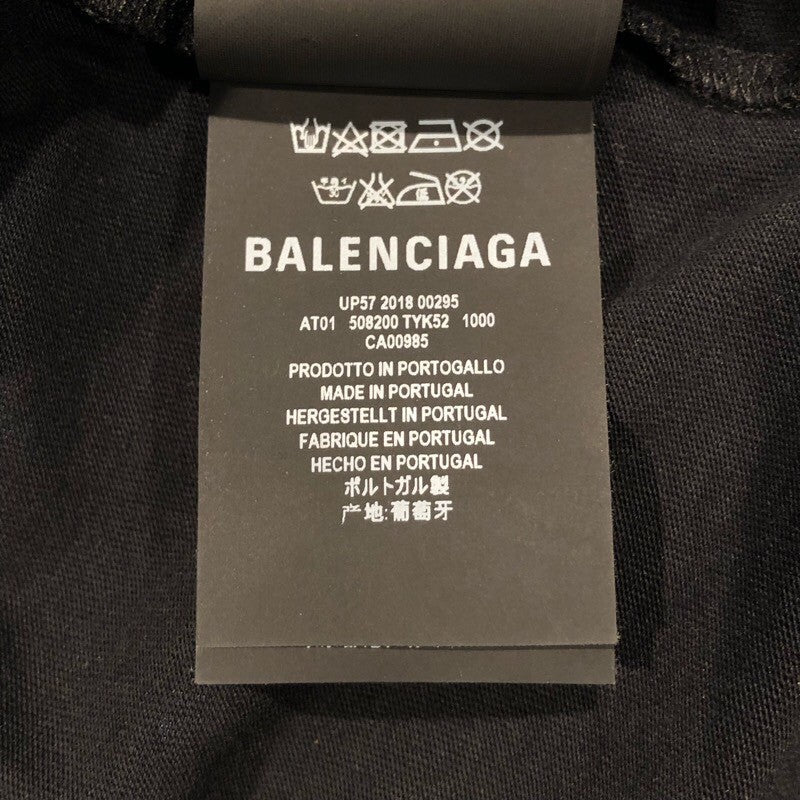 BALENCIAGA
UP57 2018 00295
AT01 508200 TYK52 1000
CA00985
PRODOTTO IN PORTOGALLO
MADE IN PORTUGAL
HERGESTELLT IN PORTUGAL
FABRIQUE EN PORTUGAL
HECHO EN PORTUGAL
ポルトガル製
产地:葡萄牙